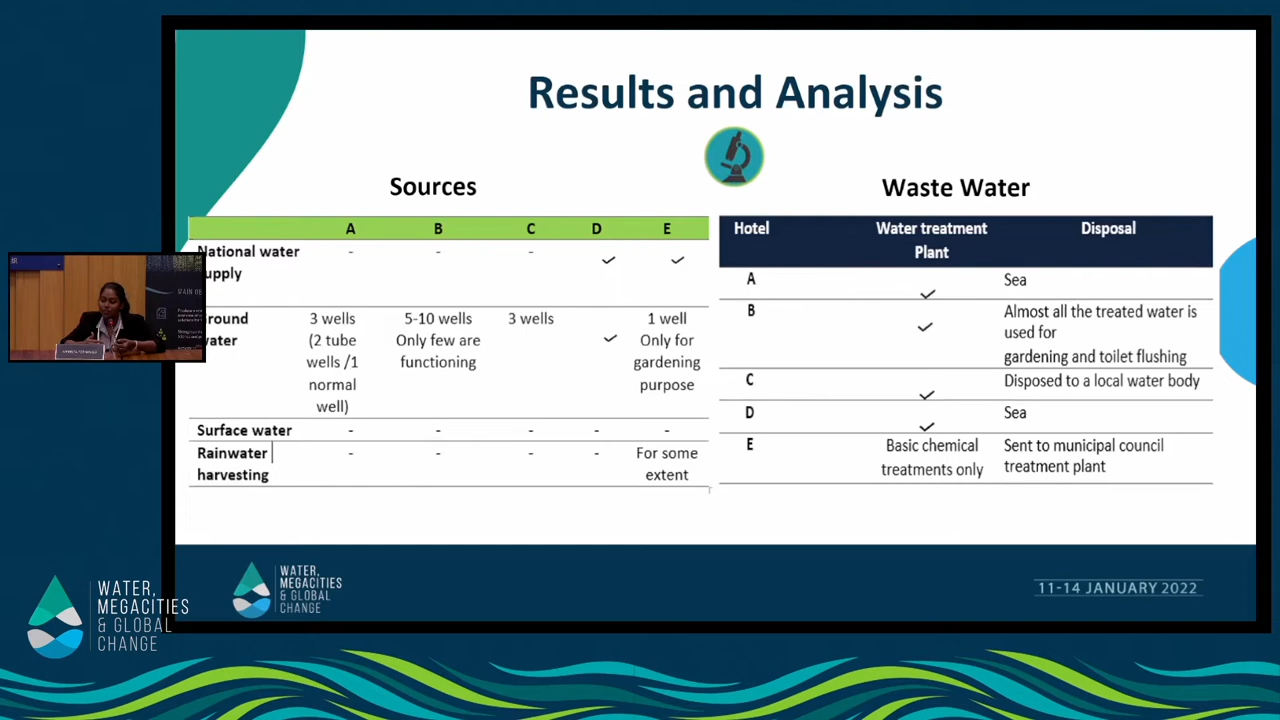 Results and Analysis
Sources
A B C D E
National water - - -
upply
round 3 wells 5-10 wells 3 wells 1 well
water (2 tube Only few are Only for
wells /1 functioning gardening
normal purpose
well)
Surface water - - - - -
Rainwater - - - - For some
harvesting extent
Waste Water
Hotel Water treatment Disposal
Plant
A Sea
B Almost all the treated water is
used for
gardening and toilet flushing
C Disposed to a local water body
D Sea
E Basic chemical Sent to municipal council
treatments only treatment plant
WATER,
MEGACITIES
& GLOBAL
CHANGE
11-14 JANUARY 2022
WATER,
MEGACITIES
& GLOBAL
CHANGE